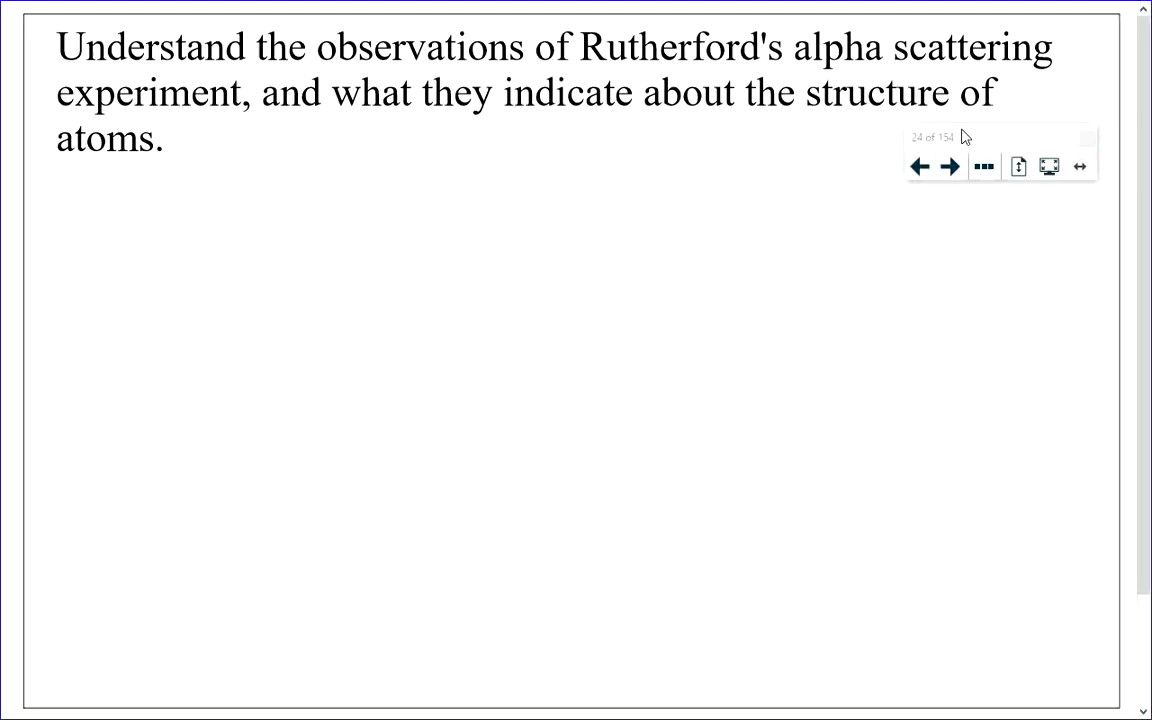 Understand the observations of Rutherford's alpha scattering
experiment, and what they indicate about the structure of
atoms.
24 of 154